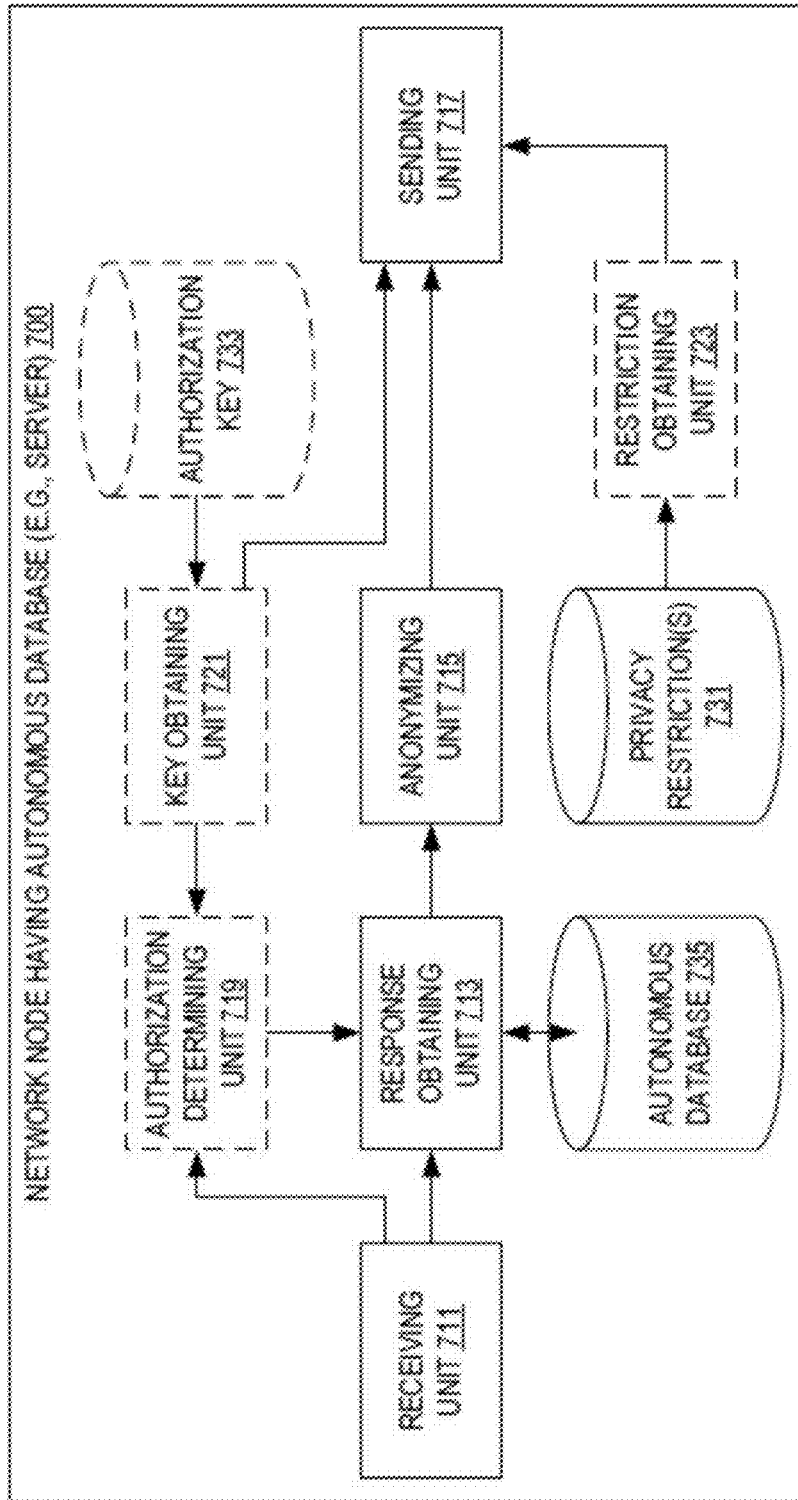 NETWORK NODE HAVING AUTONOMOUS DATABASE (E.G., SERVER) 700
RECEIVING
UNIT 711
AUTHORIZATION
DETERMINING
UNIT 719
RESPONSE
OBTAINING
UNIT 713
AUTONOMOUS
DATABASE 735
KEY OBTAINING
UNIT 721
ANONYMIZING
UNIT 715
PRIVACY
RESTRICTION(S)
731
AUTHORIZATION
KEY 733
RESTRICTION
OBTAINING
UNIT 723
SENDING
UNIT 717